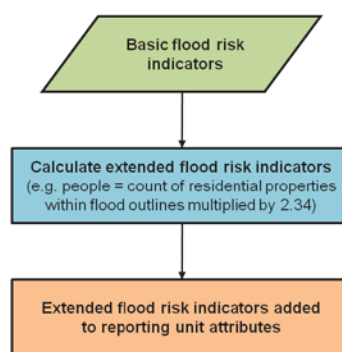 Basic flood risk
indicators
Calculate extended flood risk indicators
(e.g. people = count of residential properties
within flood outlines multiplied by 2.34)
Extended flood risk indicators added
to reporting unit attributes